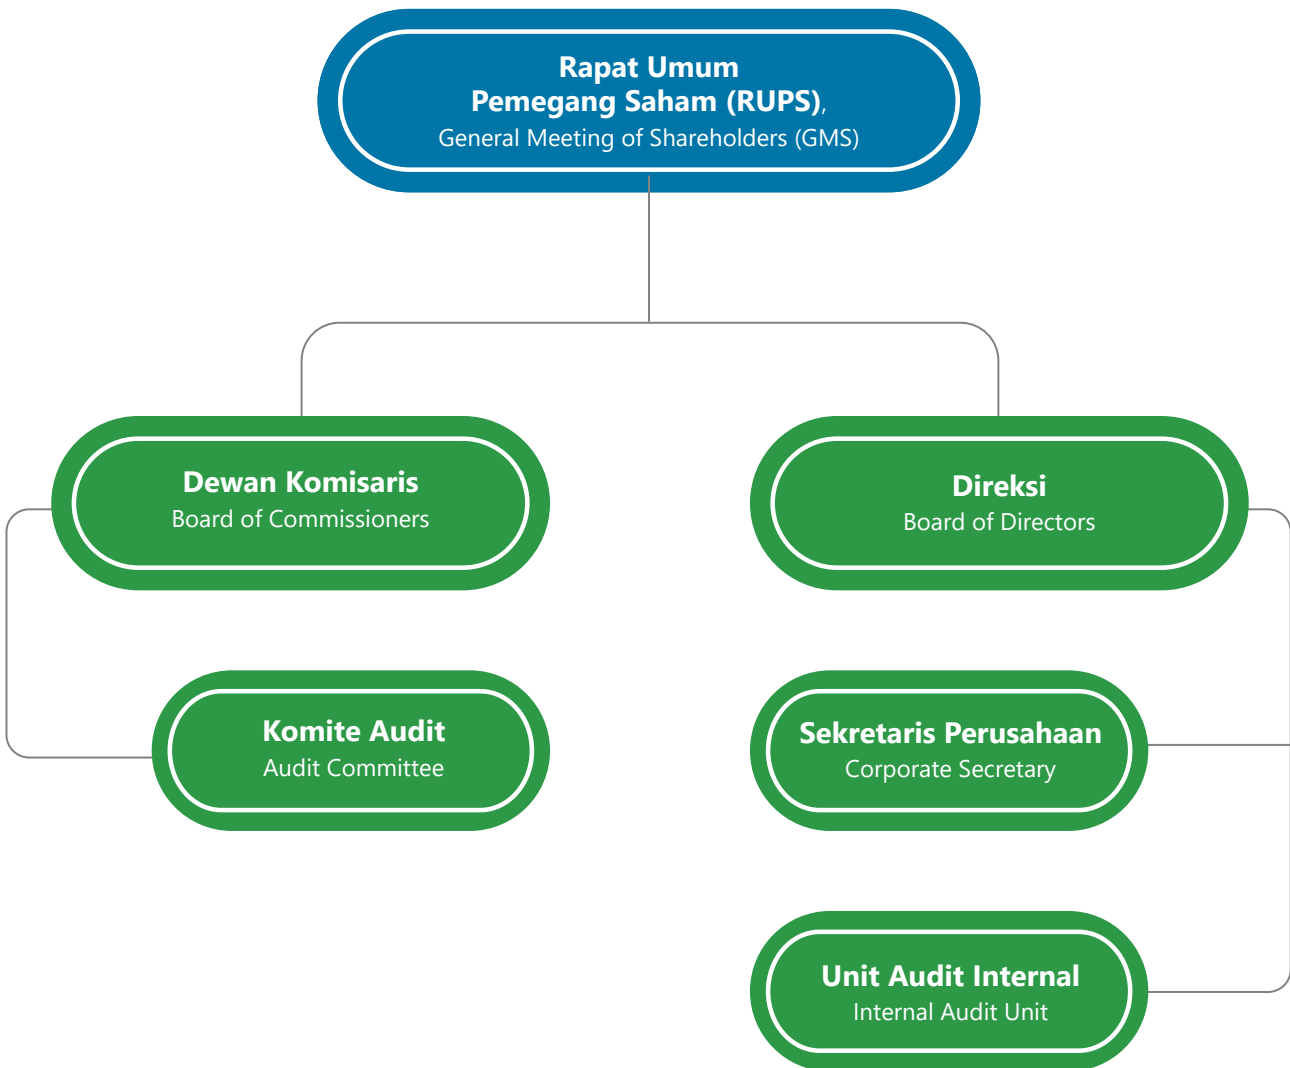 Rapat Umum
Pemegang Saham (RUPS),
General Meeting of Shareholders (GMS)
Dewan Komisaris
Board of Commissioners
Direksi
Board of Directors
Komite Audit
Audit Committee
Sekretaris Perusahaan
Corporate Secretary
Unit Audit Internal
Internal Audit Unit